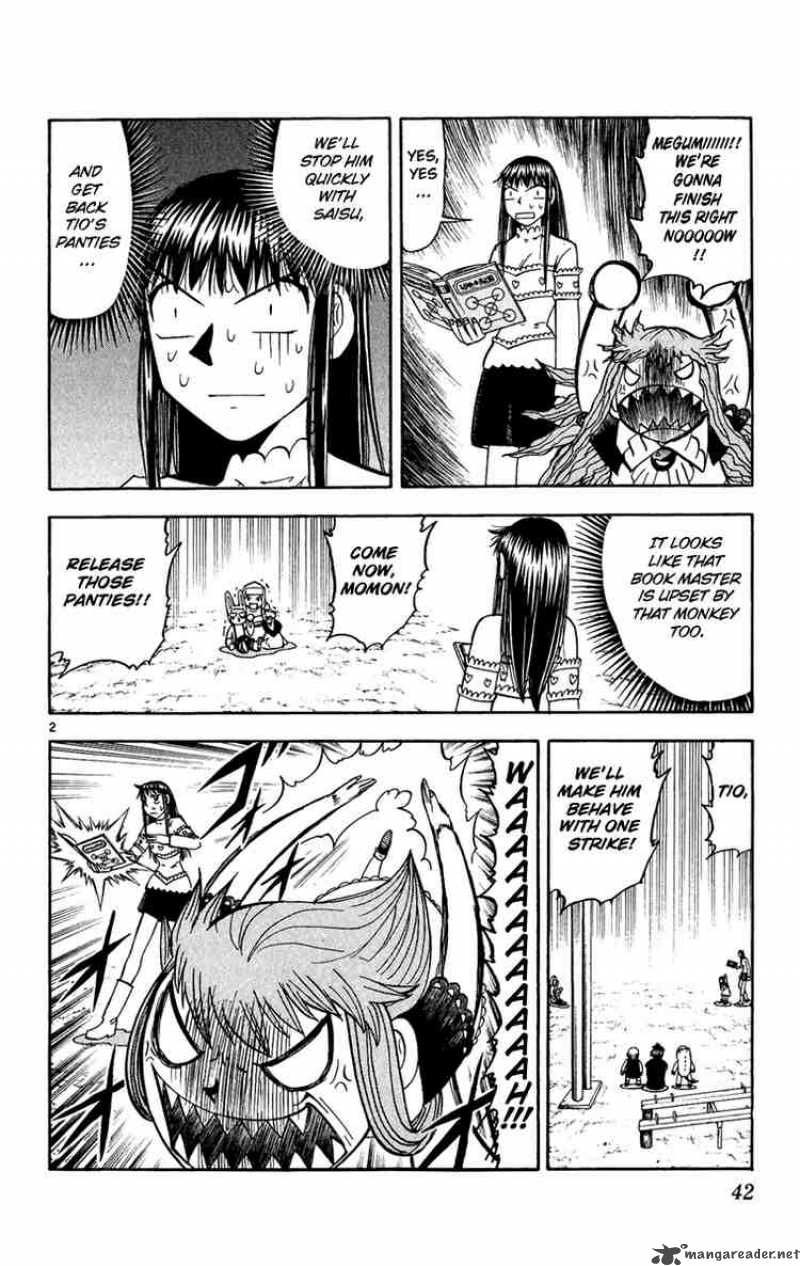 MEGUMIIIIII!!
WE'RE
GONNA
FINISH
THIS RIGHT
NOOOOOW
!!
YES,
YES
...
WE'LL
STOP HIM
QUICKLY
WITH
SAISU,
AND
GET
BACK
TIO'S
PANTIES
...
IT LOOKS
LIKE THAT
BOOK MASTER
IS UPSET BY
THAT MONKEY
TOO.
COME
NOW,
MOMON!
RELEASE
THOSE
PANTIES!!
2
TIO,
WE'LL
MAKE HIM
BEHAVE
WITH ONE
STRIKE!
WAAAAAAAAAAAAH!!!
42
mangareader.net